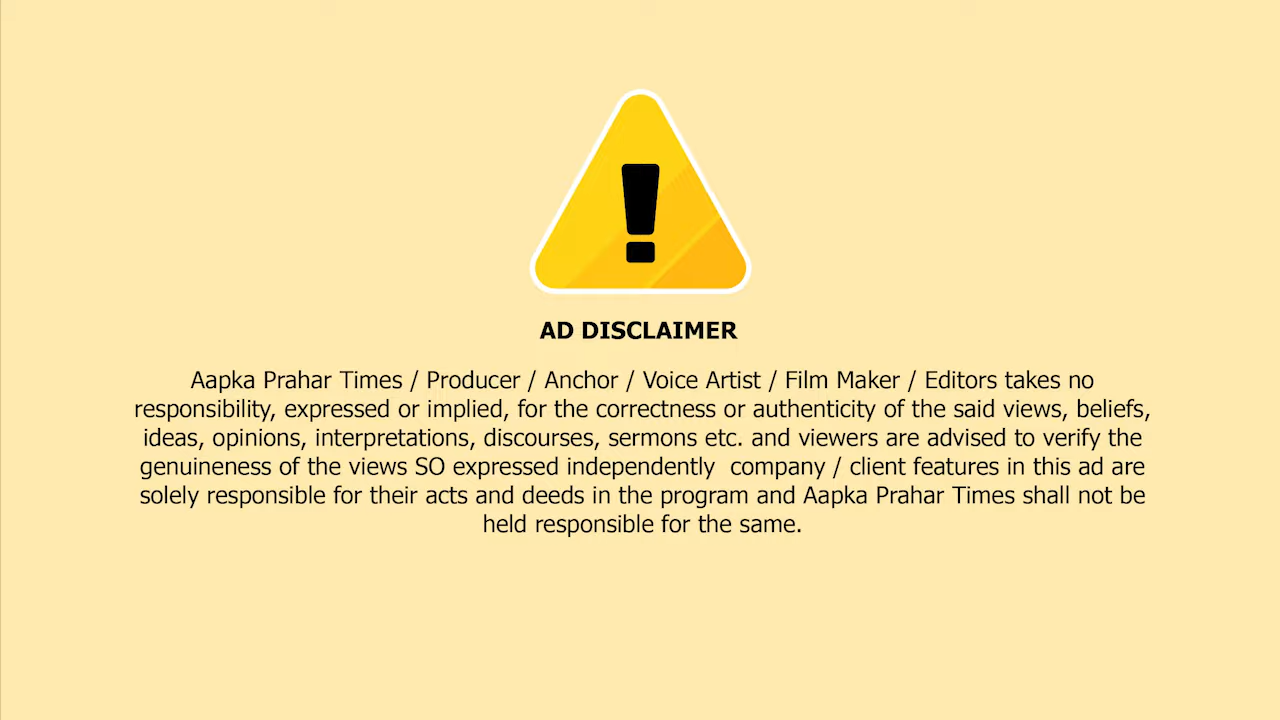 AD DISCLAIMER
Aapka Prahar Times / Producer / Anchor / Voice Artist / Film Maker / Editors takes no
responsibility, expressed or implied, for the correctness or authenticity of the said views, beliefs,
ideas, opinions, interpretations, discourses, sermons etc. and viewers are advised to verify the
genuineness of the views SO expressed independently  company / client features in this ad are
solely responsible for their acts and deeds in the program and Aapka Prahar Times shall not be
held responsible for the same.